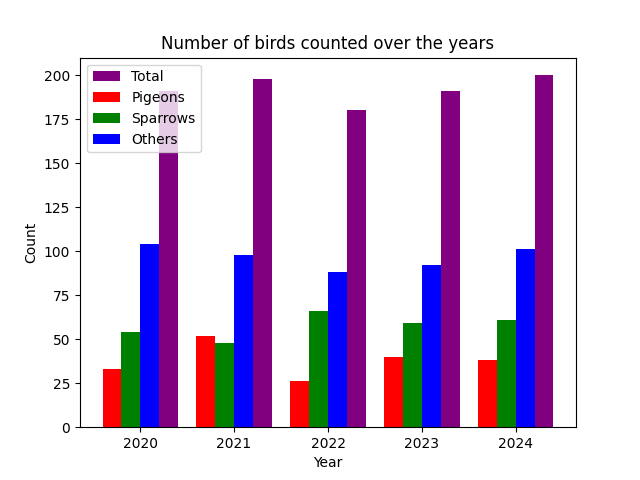 Number of birds counted over the years
200
175
150
125
100
75
50
25
0
Count
Total
Pigeons
Sparrows
Others
2020 2021 2022 2023 2024
Year